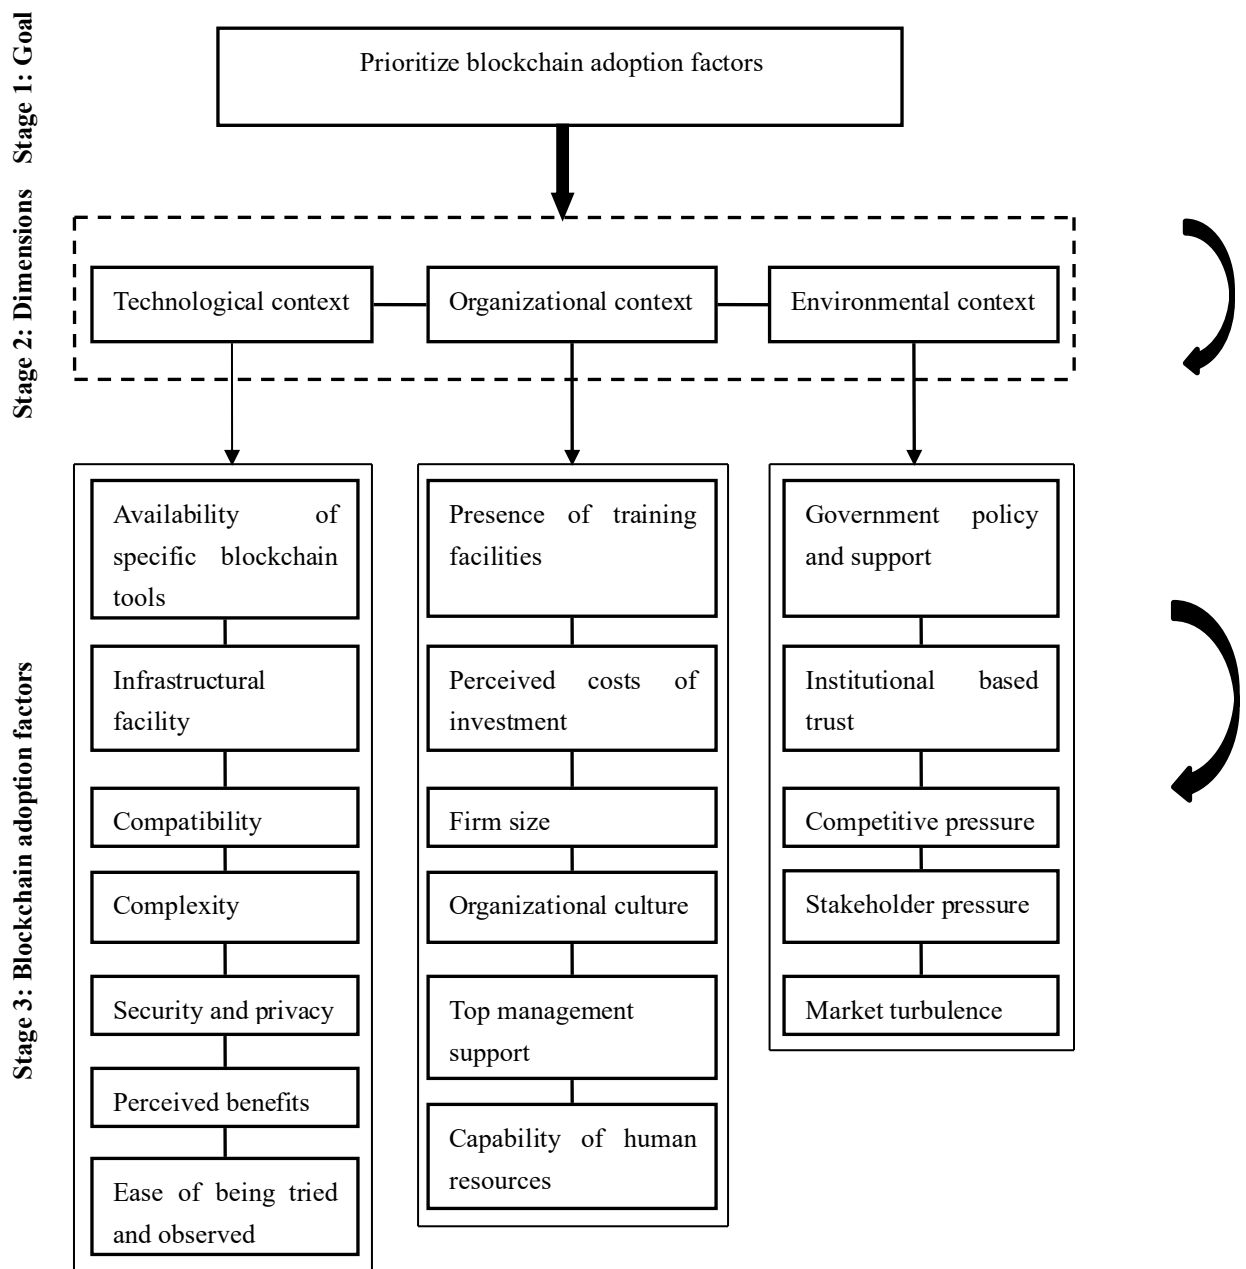 Stage 1: Goal
Prioritize blockchain adoption factors
Stage 2: Dimensions
Technological context
Organizational context
Environmental context
Stage 3: Blockchain adoption factors
Availability of
specific blockchain
tools
Infrastructural
facility
Compatibility
Complexity
Security and privacy
Perceived benefits
Ease of being tried
and observed
Presence of training
facilities
Perceived costs of
investment
Firm size
Organizational culture
Top management
support
Capability of human
resources
Government policy
and support
Institutional based
trust
Competitive pressure
Stakeholder pressure
Market turbulence